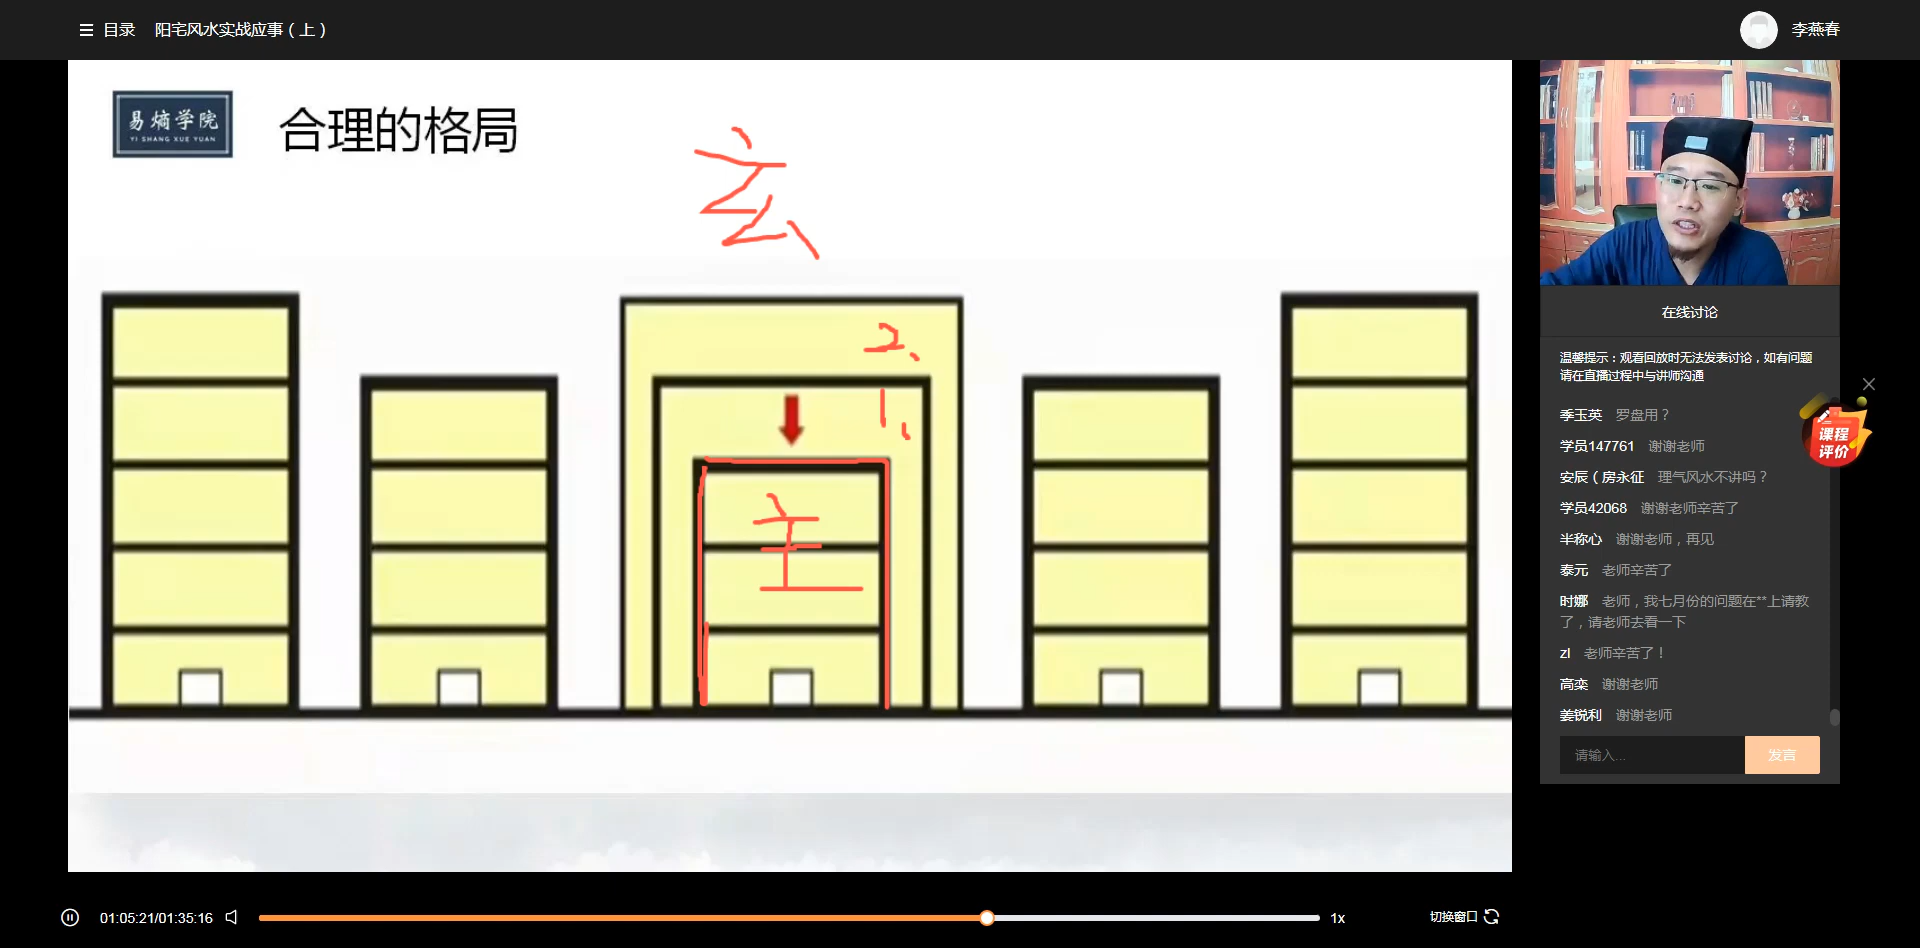 目录 阳宅风水实战应事（上）
李燕春
易熵学院
YI SHANG XUE YUAN
合理的格局
玄
2、
1、
主
在线讨论
温馨提示：观看回放时无法发表讨论，如有问题
请在直播过程中与讲师沟通
季玉英 罗盘用？
学员147761 谢谢老师
安辰（房永征 理气风水不讲吗？
学员42068 谢谢老师辛苦了
半称心 谢谢老师，再见
泰元 老师辛苦了
时娜 老师，我七月份的问题在**上请教
了，请老师去看一下
zl 老师辛苦了！
高栾 谢谢老师
姜锐利 谢谢老师
课程
评价
请输入...
发言
01:05:21/01:35:16
1x
切换窗口